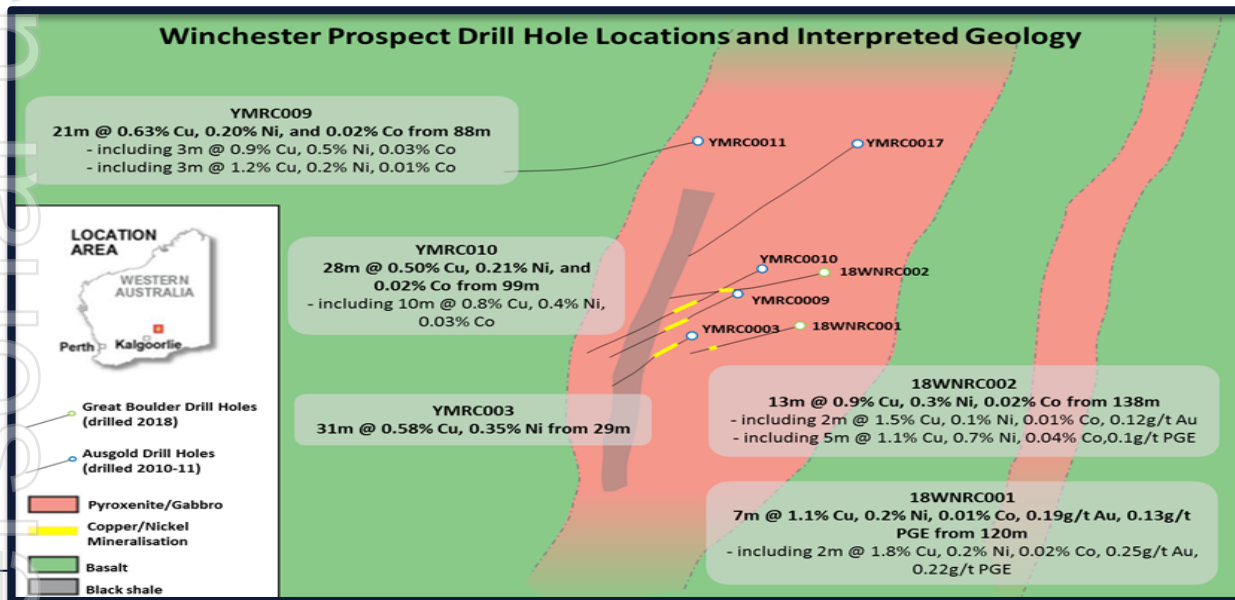 Winchester Prospect Drill Hole Locations and Interpreted Geology
YMRC009
21m @ 0.63% Cu, 0.20% Ni, and 0.02% Co from 88m
- including 3m @ 0.9% Cu, 0.5% Ni, 0.03% Co
- including 3m @ 1.2% Cu, 0.2% Ni, 0.01% Co
YMRC0011
YMRC0017
LOCATION
AREA
WESTERN
AUSTRALIA
Perth
Kalgoorlie
YMRC010
28m @ 0.50% Cu, 0.21% Ni, and
0.02% Co from 99m
- including 10m @ 0.8% Cu, 0.4% Ni,
0.03% Co
YMRC0010
18WNRC002
YMRC0009
YMRC0003
18WNRC001
YMRC003
31m @ 0.58% Cu, 0.35% Ni from 29m
18WNRC002
13m @ 0.9% Cu, 0.3% Ni, 0.02% Co from 138m
- including 2m @ 1.5% Cu, 0.1% Ni, 0.01% Co, 0.12g/t Au
- including 5m @ 1.1% Cu, 0.7% Ni, 0.04% Co,0.1g/t PGE
18WNRC001
7m @ 1.1% Cu, 0.2% Ni, 0.01% Co, 0.19g/t Au, 0.13g/t
PGE from 120m
- including 2m @ 1.8% Cu, 0.2% Ni, 0.02% Co, 0.25g/t Au,
0.22g/t PGE
Great Boulder Drill Holes
(drilled 2018)
Ausgold Drill Holes
(drilled 2010-11)
Pyroxenite/Gabbro
Copper/Nickel
Mineralisation
Basalt
Black shale